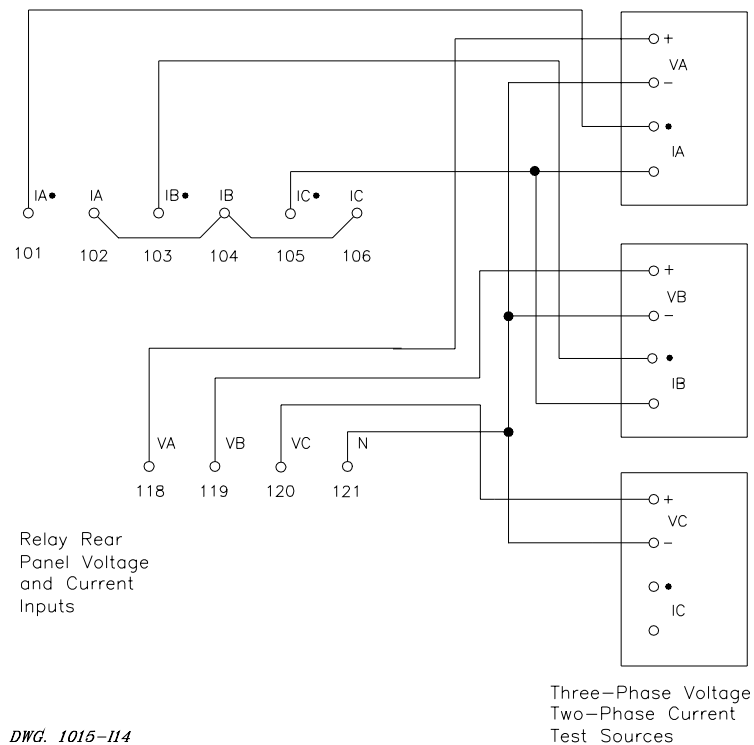 +
VA
−
●
IA
IA● IA IB● IB IC● IC
101 102 103 104 105 106
+
VB
−
●
IB
VA VB VC N
118 119 120 121
+
VC
−
●
IC
Relay Rear
Panel Voltage
and Current
Inputs
Three−Phase Voltage
Two−Phase Current
Test Sources
DWG. 1015−I14